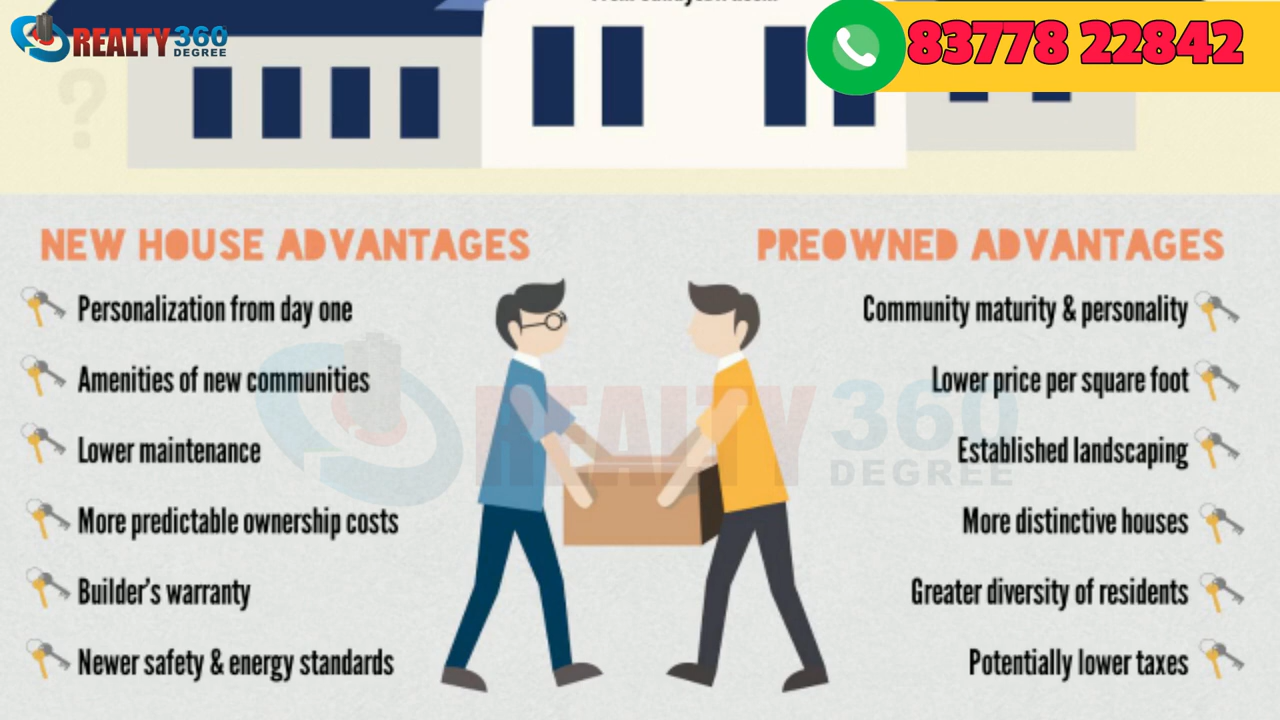 REALTY 360
DEGREE
83778 22842
NEW HOUSE ADVANTAGES
Personalization from day one
Amenities of new communities
Lower maintenance
More predictable ownership costs
Builder's warranty
Newer safety & energy standards
PREOWNED ADVANTAGES
Community maturity & personality
Lower price per square foot
Established landscaping
More distinctive houses
Greater diversity of residents
Potentially lower taxes
REALTY 360
DEGREE